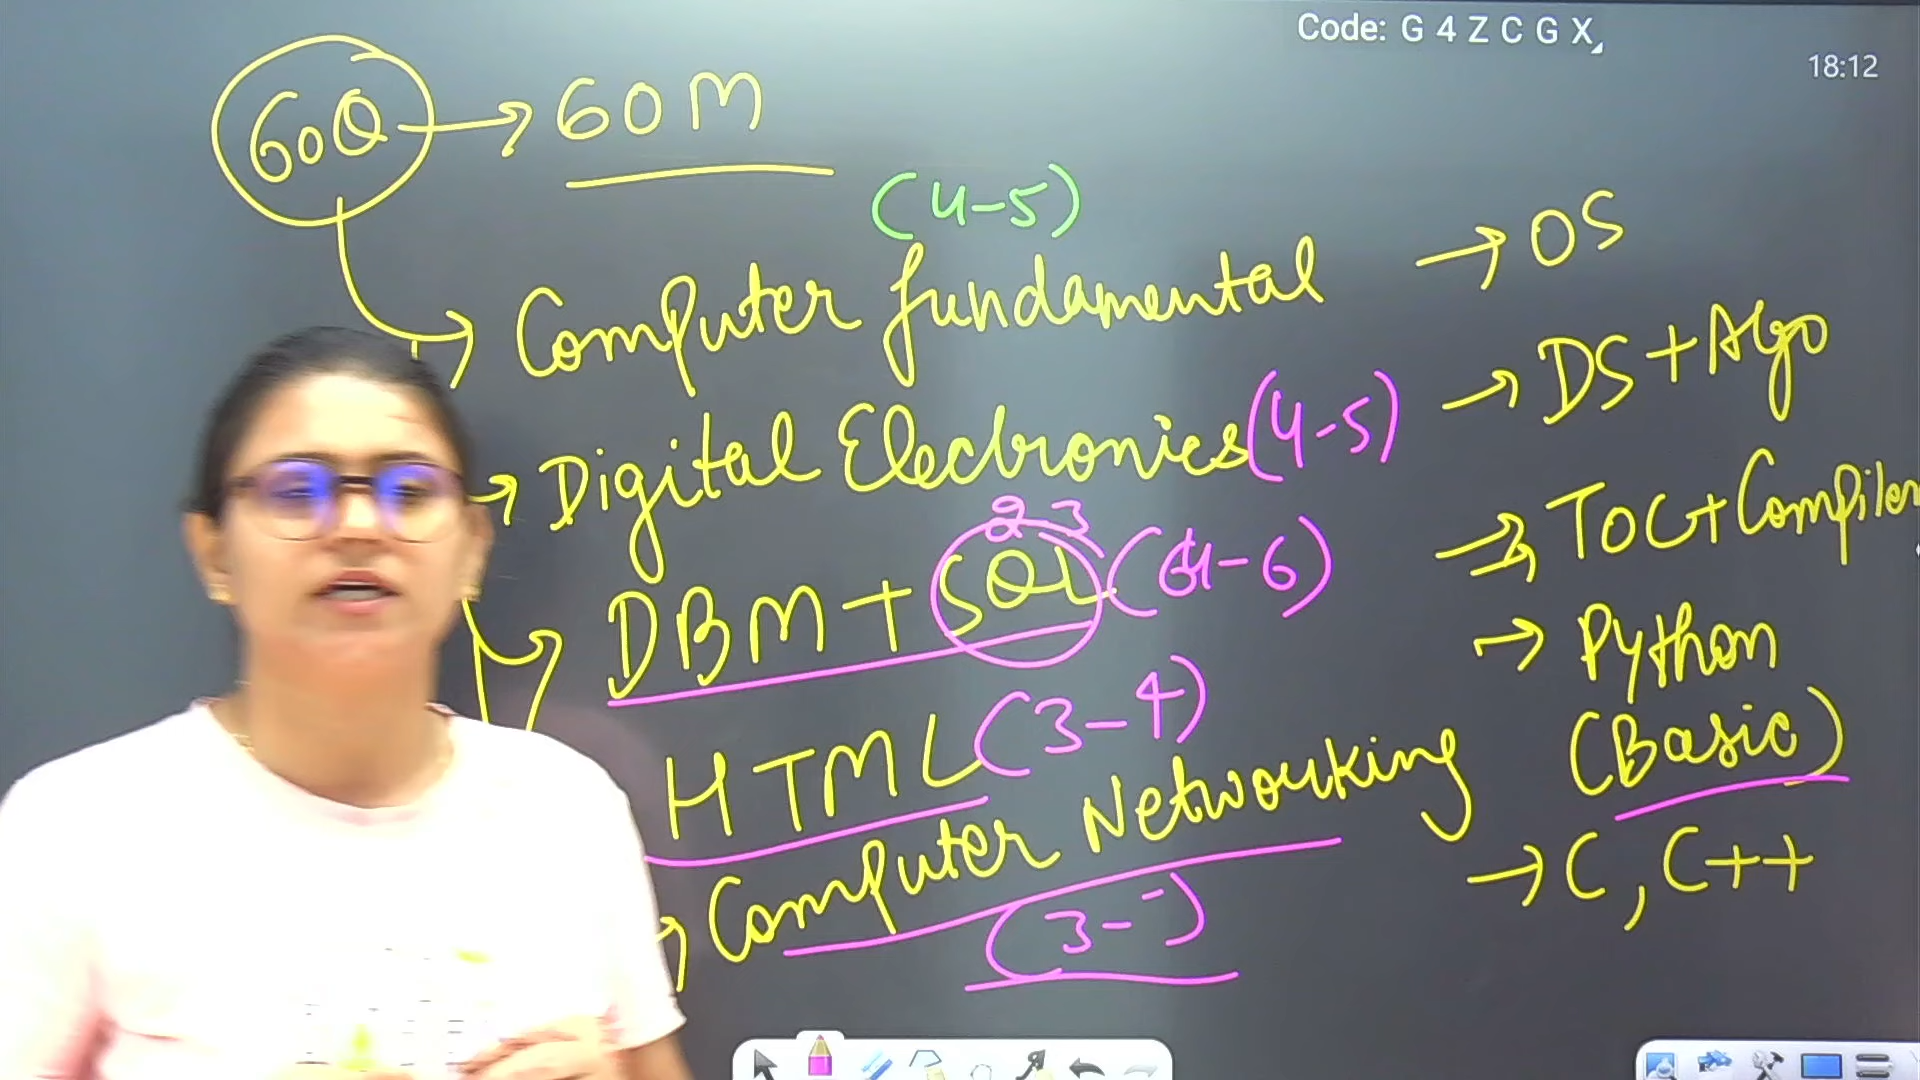 Code: G 4 Z C G X
18:12
60Q → 60 M
(4-5)
→ Computer fundamental
→ Digital Electronics (4-5)
2 3
DBM + SQL (4-6)
HTML (3-4)
Computer Networking
(3-
→ OS
→ DS + Algo
→ TOC + Compiler
→ Python
(Basic)
→ C, C++